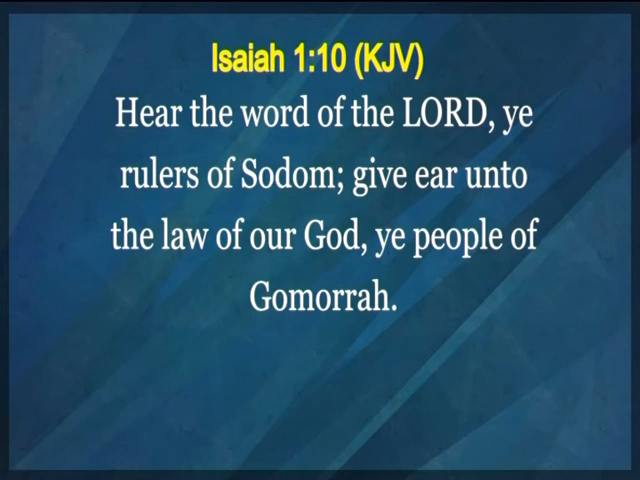 Isaiah 1:10 (KJV)
Hear the word of the LORD, ye
rulers of Sodom; give ear unto
the law of our God, ye people of
Gomorrah.